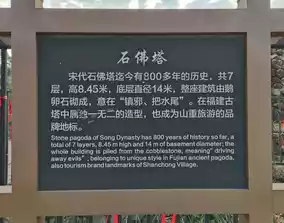 石佛塔
宋代石佛塔迄今有800多年的历史，共7
层，高8.45米，底层直径14米，整座建筑由鹅
卵石砌成，意在“镇邪、把水尾”。在福建古
塔中属独一无二的造型，也成为山重旅游的品
牌地标。
Stone pagoda of Song Dynasty has 800 years of history so far, a
total of 7 layers, 8.45 m high and 14 m of basement diameter; the
whole building is piled from the cobblestone, meaning" driving
away evils" ; belonging to unique style in Fujian ancient pagods,
also tourism brand landmarks of Shanchong Village.